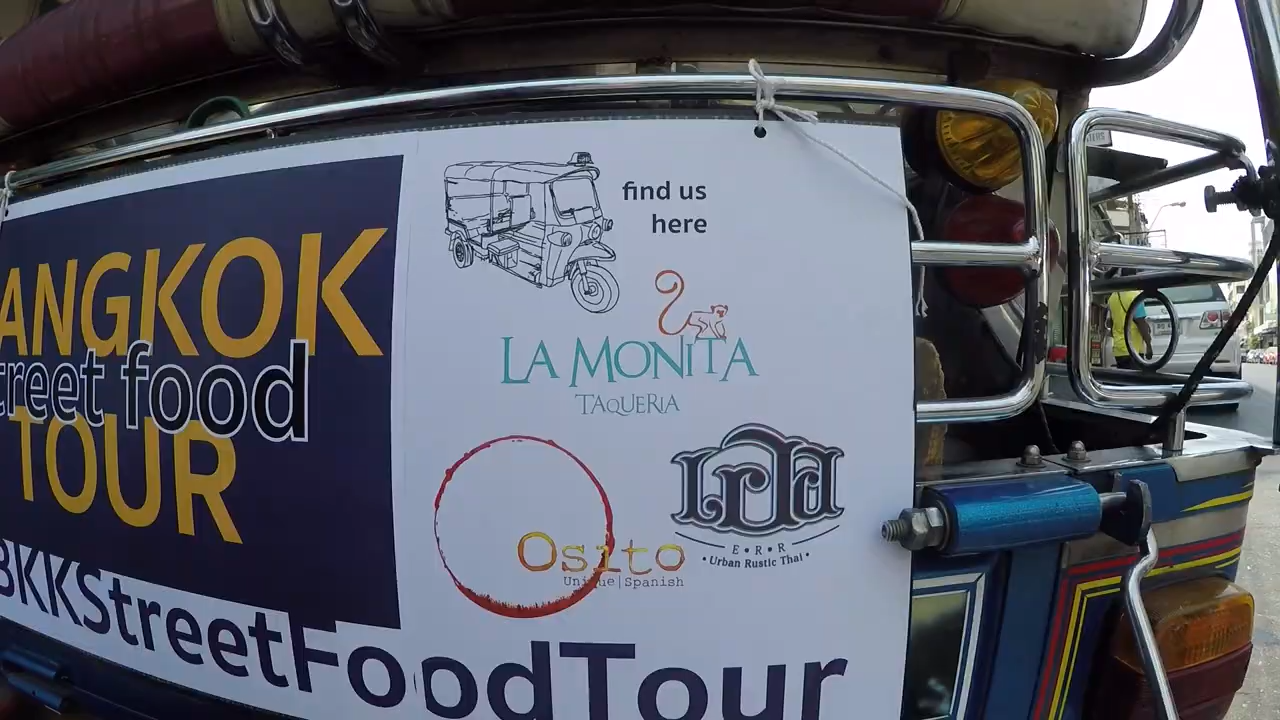 ANGKOK
treet food
TOUR
BKKStreetFoodTour
find us
here
LA MONITA
TAQUERIA
Osito
Unique|Spanish
E•R•R
• Urban Rustic Thai •